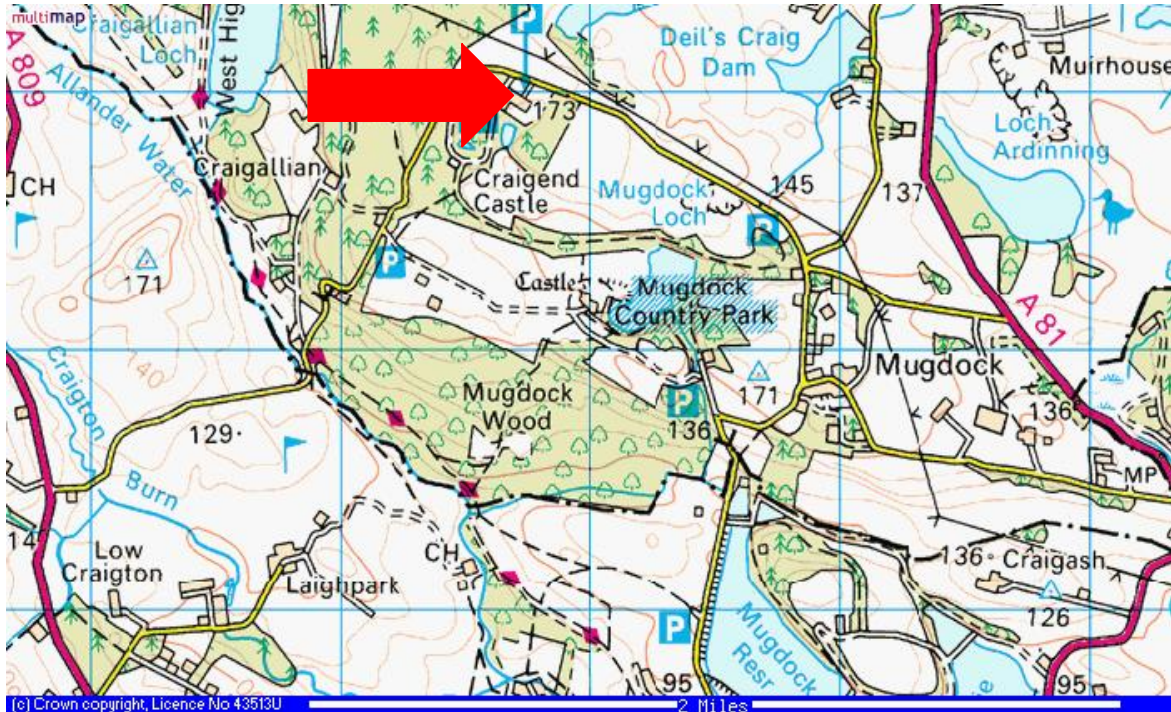 multimap
Craigallian
Loch
A 809
West Hig
Allander Water
P
Deil's Craig
Dam
Muirhouse
173
Loch
Ardinning
CH
Craigallian
Craigend
Castle
Mugdock
Loch
145
137
P
P
171
Castle
Mugdock
Country Park
A 81
Craigton
Burn
140
Mugdock
Wood
171
Mugdock
129
P
136
136
MP
14
Low
Craigton
CH
Laighpark
136
Craigash
126
P
Mugdock
Resr
95
95
(c) Crown copyright, Licence No 43513U
2 Miles